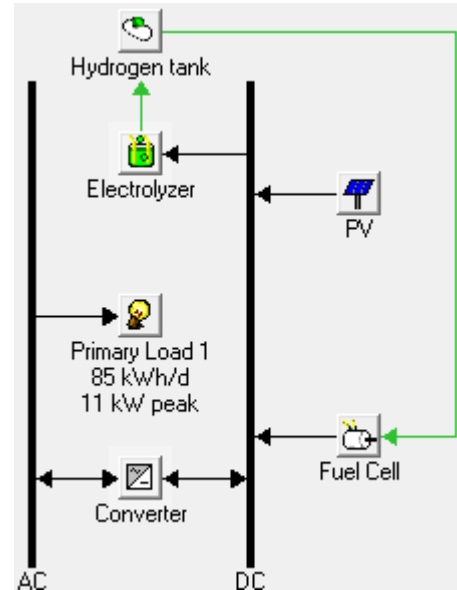 Hydrogen tank
Electrolyzer
PV
Primary Load 1
85 kWh/d
11 kW peak
Fuel Cell
Converter
AC
DC